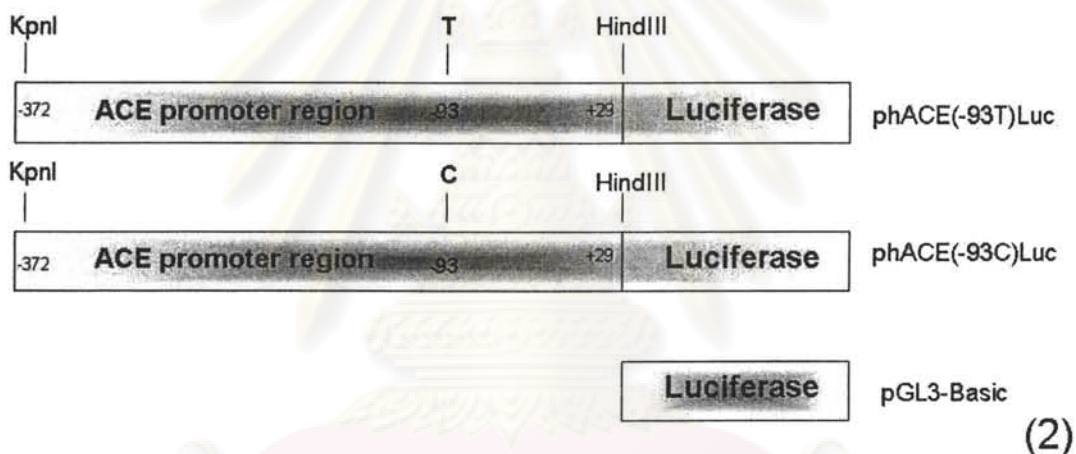 KpnI T HindIII
-372 ACE promoter region -93 +29 Luciferase phACE(-93T)Luc
KpnI C HindIII
-372 ACE promoter region -93 +29 Luciferase phACE(-93C)Luc
Luciferase pGL3-Basic
(2)